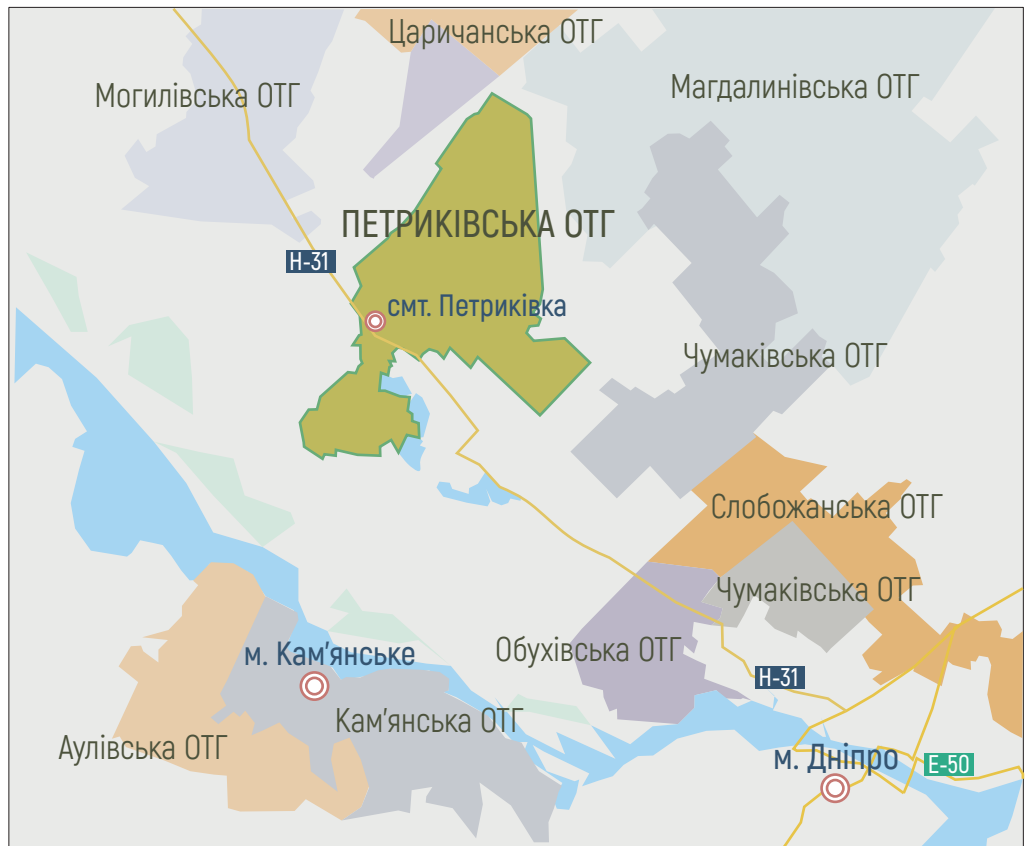 Царичанська ОТГ
Могилівська ОТГ
Магдалинівська ОТГ
ПЕТРИКІВСЬКА ОТГ
Н-31
смт. Петриківка
Чумаківська ОТГ
Слобожанська ОТГ
Чумаківська ОТГ
Обухівська ОТГ
м. Кам'янське
Н-31
Кам'янська ОТГ
Аулівська ОТГ
м. Дніпро
Е-50